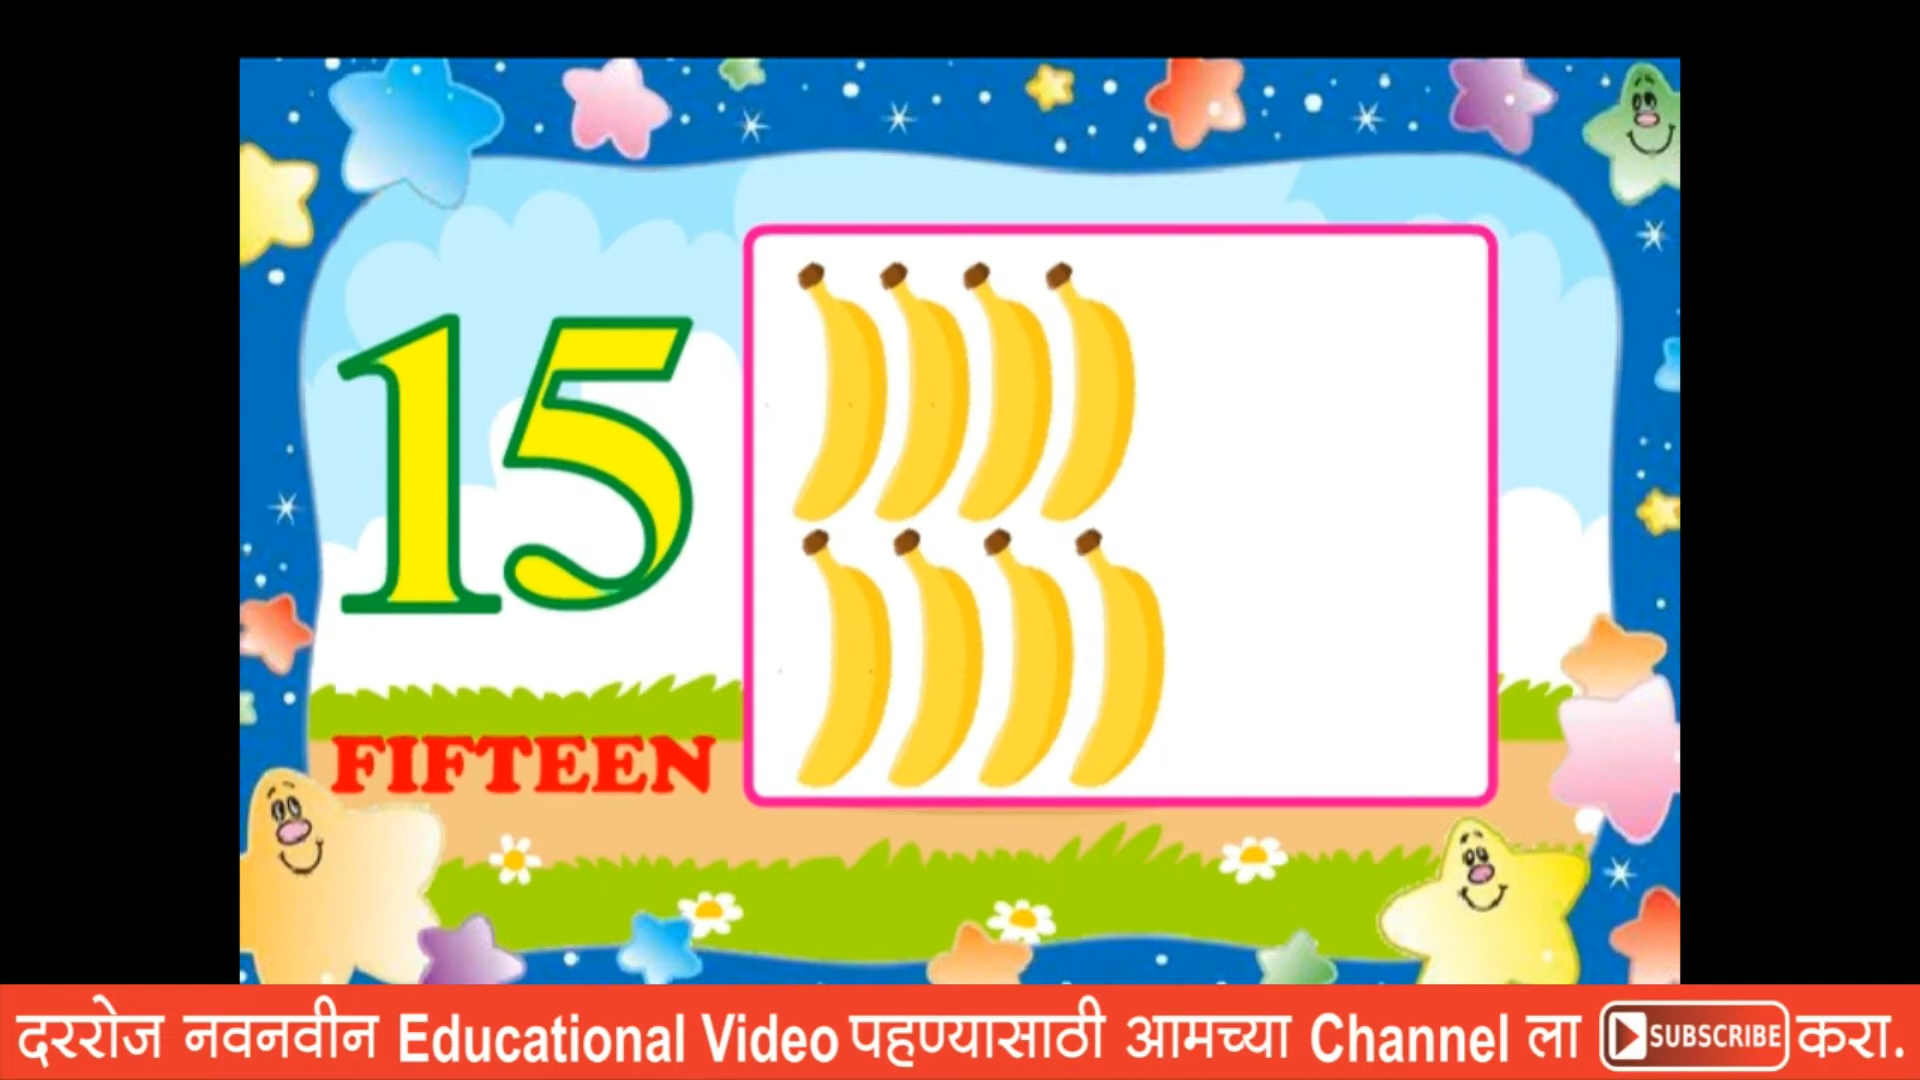 15
FIFTEEN
दररोज नवनवीन Educational Video पहण्यासाठी आमच्या Channel ला SUBSCRIBE करा.